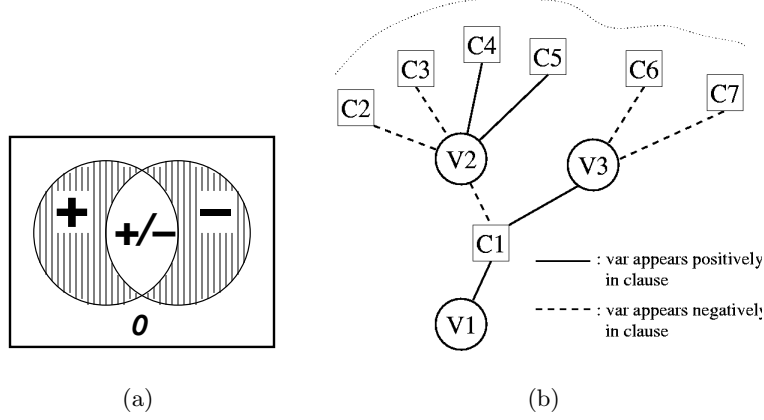 C4
C3
C5
C6
C2
C7
V2
V3
+
−
+/−
C1
: var appears positively
in clause
0
V1
: var appears negatively
in clause
(a)
(b)